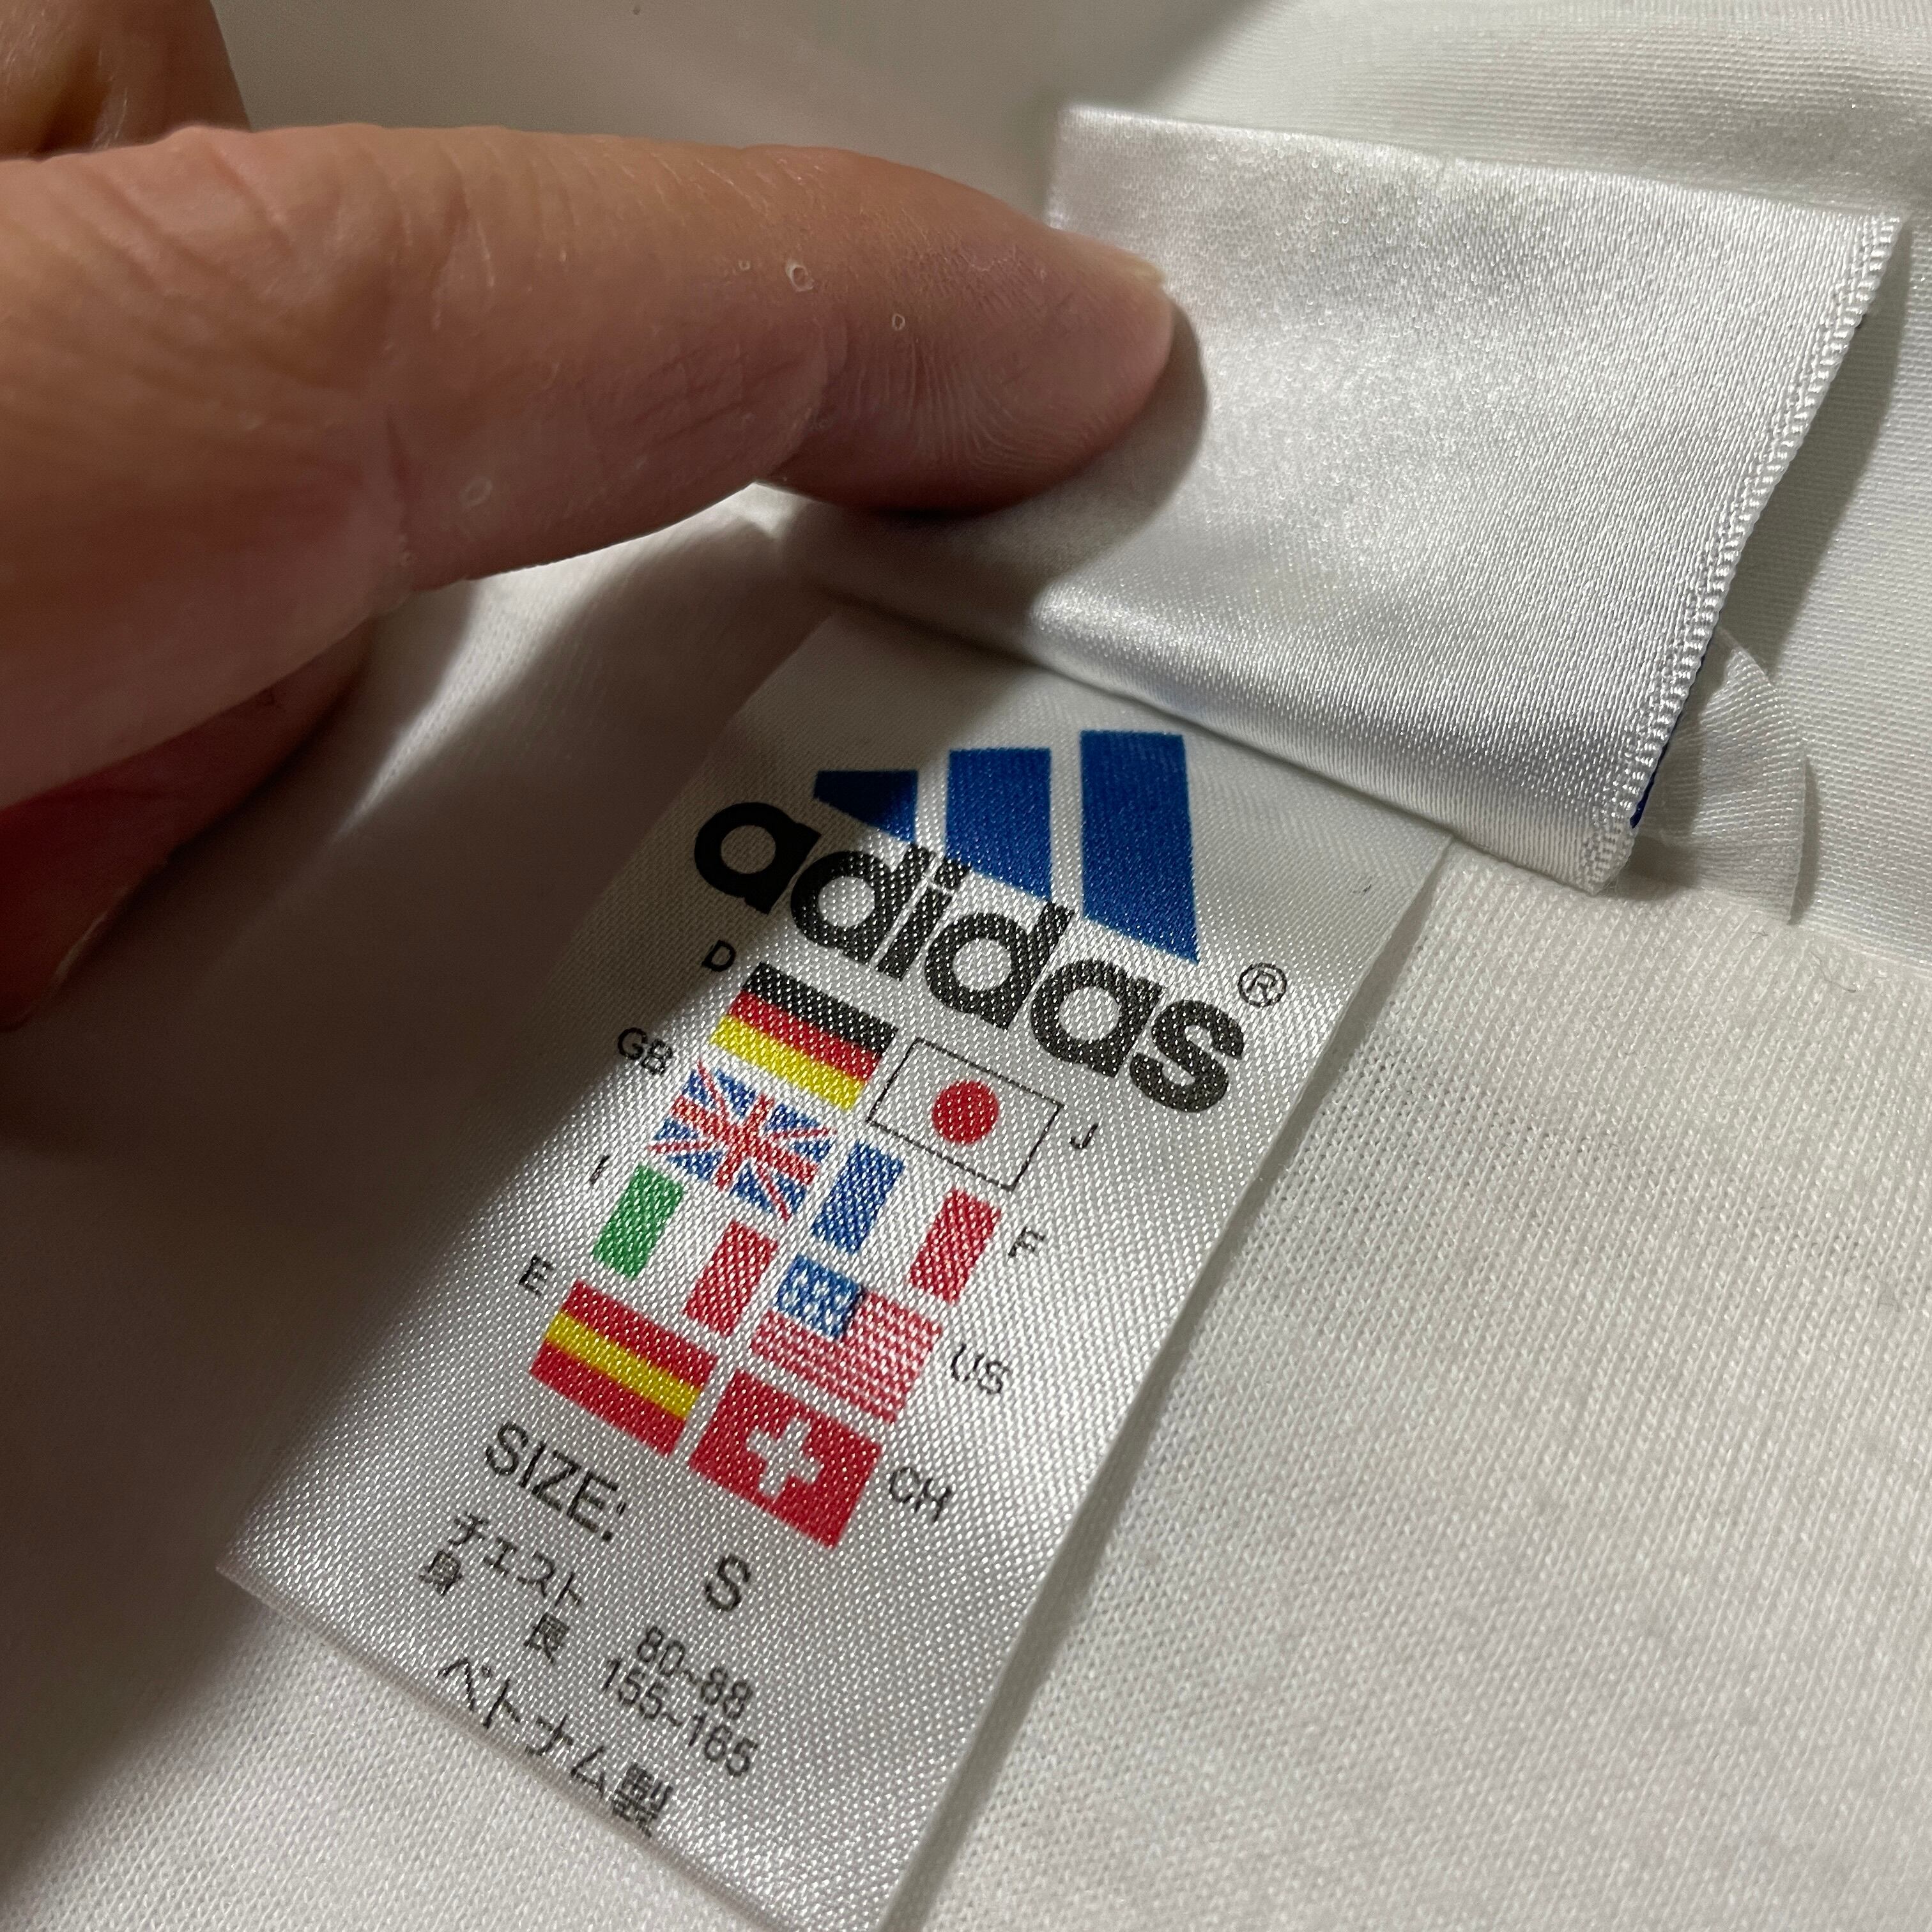 adidas®
D
J
GB
F
I
US
E
CH
SIZE: S
チェスト 80~88
身 長 155~165
ベトナム製